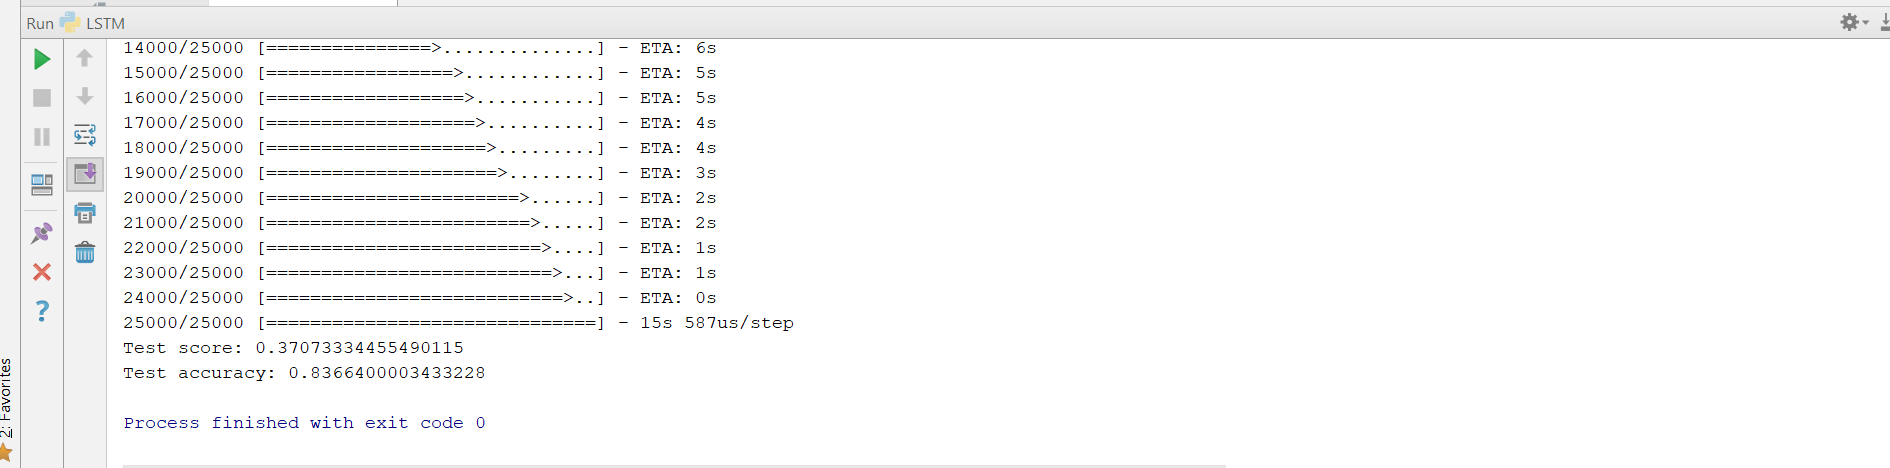 Run LSTM
14000/25000 [===============>..............] - ETA: 6s
15000/25000 [=================>............] - ETA: 5s
16000/25000 [==================>...........] - ETA: 5s
17000/25000 [===================>..........] - ETA: 4s
18000/25000 [====================>.........] - ETA: 4s
19000/25000 [=====================>........] - ETA: 3s
20000/25000 [=======================>......] - ETA: 2s
21000/25000 [========================>.....] - ETA: 2s
22000/25000 [=========================>....] - ETA: 1s
23000/25000 [==========================>...] - ETA: 1s
24000/25000 [===========================>..] - ETA: 0s
25000/25000 [==============================] - 15s 587us/step
Test score: 0.37073334455490115
Test accuracy: 0.8366400003433228
Process finished with exit code 0
2: Favorites